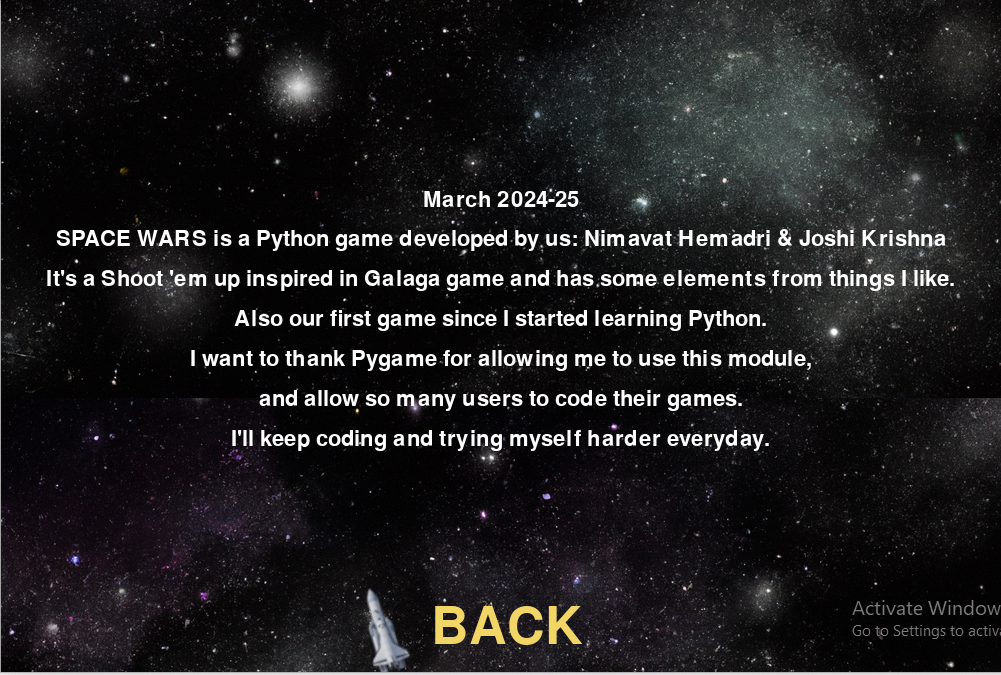 March 2024-25
SPACE WARS is a Python game developed by us: Nimavat Hemadri & Joshi Krishna
It's a Shoot 'em up inspired in Galaga game and has some elements from things I like.
Also our first game since I started learning Python.
I want to thank Pygame for allowing me to use this module,
and allow so many users to code their games.
I'll keep coding and trying myself harder everyday.
BACK
Activate Window
Go to Settings to activa